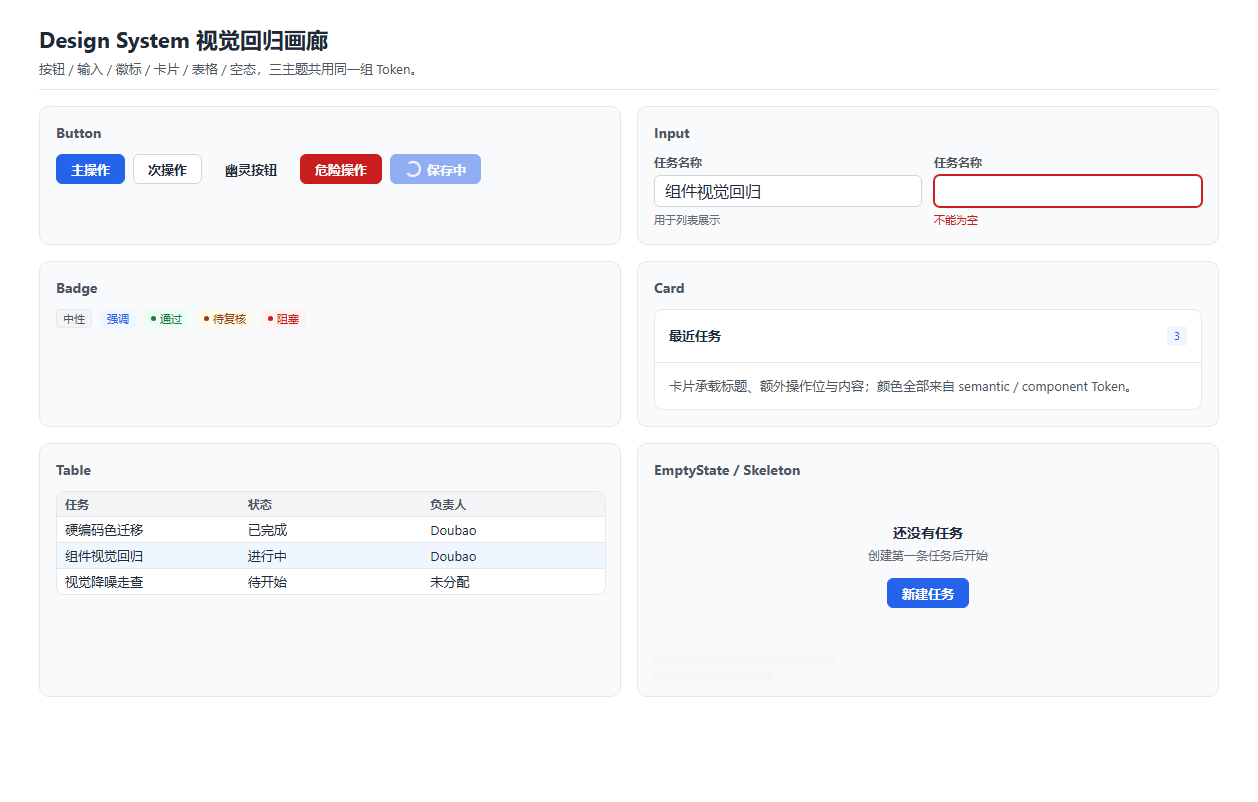 Design System 视觉回归画廊
按钮 / 输入 / 徽标 / 卡片 / 表格 / 空态，三主题共用同一组 Token。
Button
主操作 次操作 幽灵按钮 危险操作 保存中
Input
任务名称 任务名称
组件视觉回归
用于列表展示 不能为空
Badge
中性 强调 通过 待复核 阻塞
Card
最近任务 3
卡片承载标题、额外操作位与内容；颜色全部来自 semantic / component Token。
Table
任务 状态 负责人
硬编码色迁移 已完成 Doubao
组件视觉回归 进行中 Doubao
视觉降噪走查 待开始 未分配
EmptyState / Skeleton
还没有任务
创建第一条任务后开始
新建任务